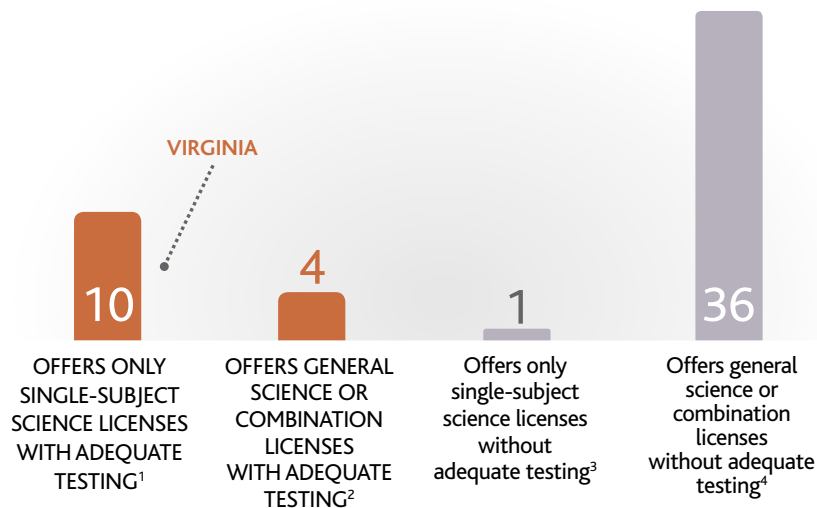 VIRGINIA
10
4
1
36
OFFERS ONLY
SINGLE-SUBJECT
SCIENCE LICENSES
WITH ADEQUATE
TESTING¹
OFFERS GENERAL
SCIENCE OR
COMBINATION
LICENSES
WITH ADEQUATE
TESTING²
Offers only
single-subject
science licenses
without
adequate testing³
Offers general
science or
combination
licenses
without adequate
testing⁴